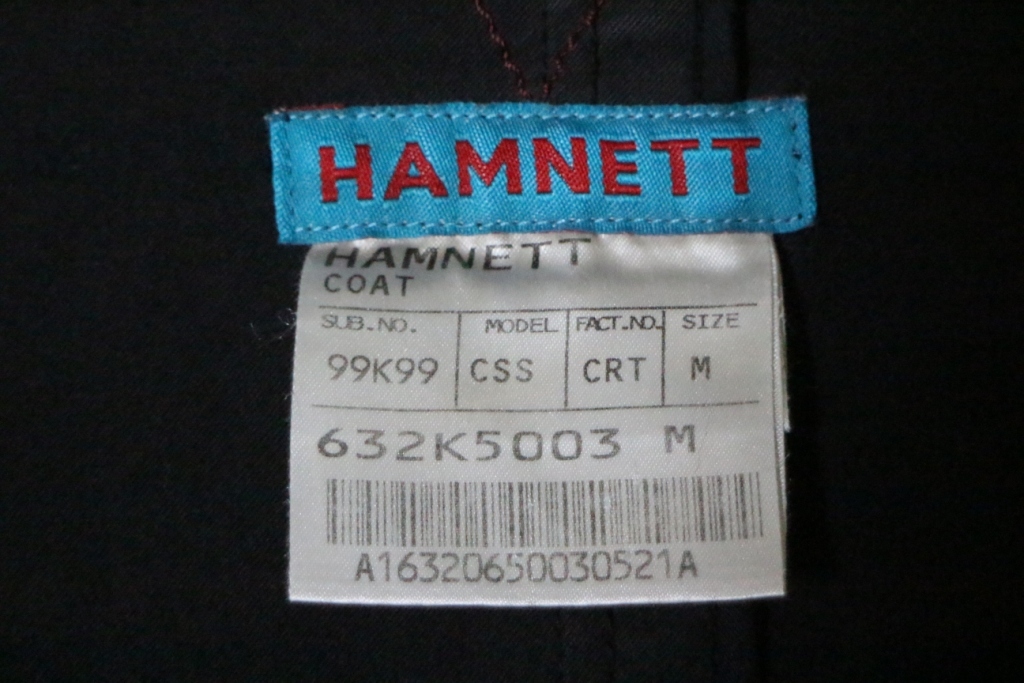 HAMNETT
HAMNETT
COAT
SUB.NO. MODEL FACT.NO. SIZE
99K99 CSS CRT M
632K5003 M
A16320650030521A